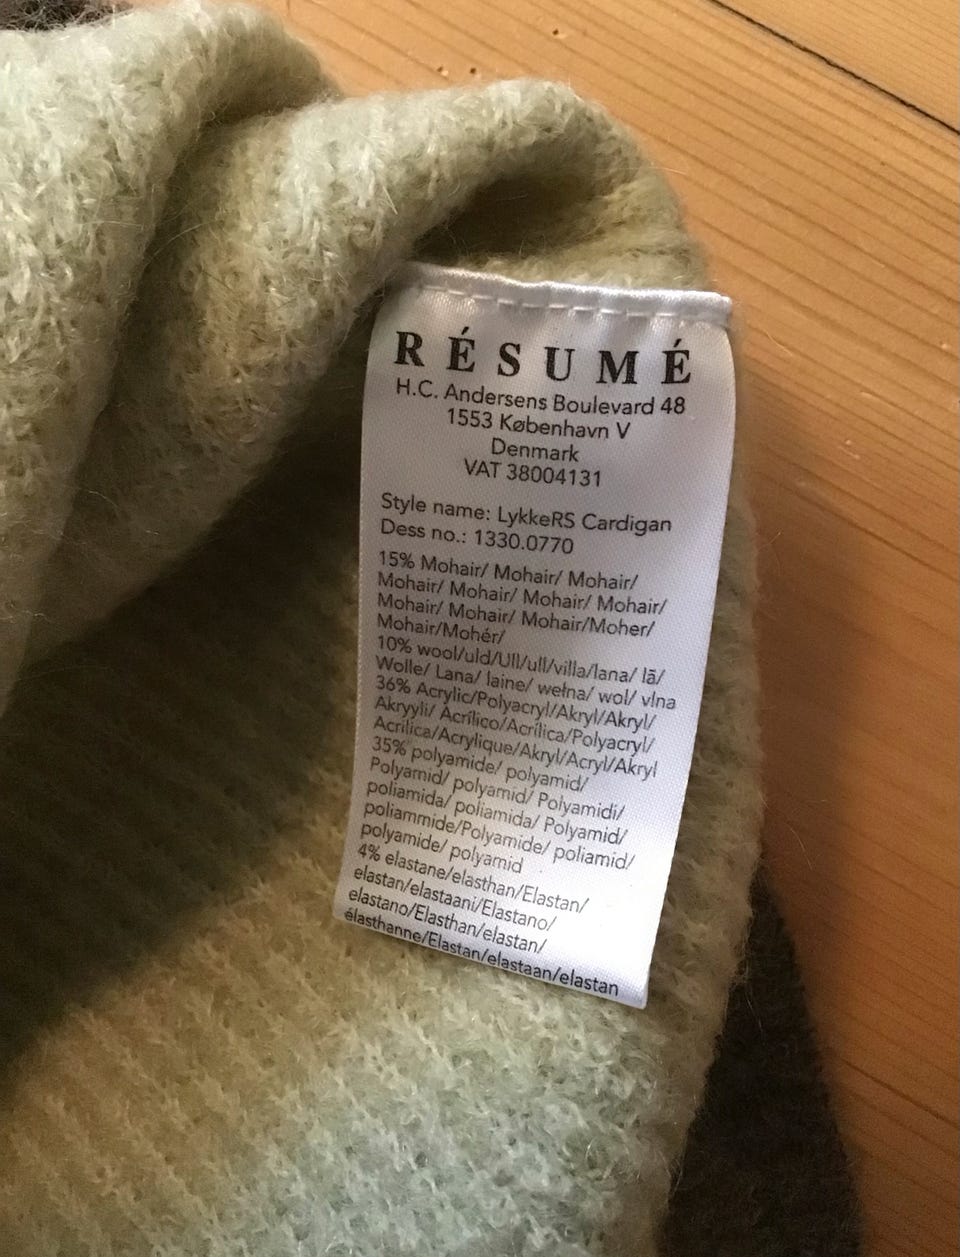 RÉSUMÉ
H.C. Andersens Boulevard 48
1553 København V
Denmark
VAT 38004131
Style name: LykkeRS Cardigan
Dess no.: 1330.0770
15% Mohair/ Mohair/ Mohair/
Mohair/ Mohair/ Mohair/ Mohair/
Mohair/ Mohair/ Mohair/Moher/
Mohair/Mohér/
10% wool/uld/Ull/ull/villa/lana/ lã/
Wolle/ Lana/ laine/ wełna/ wol/ vlna
36% Acrylic/Polyacryl/Akryl/Akryl/
Akryyli/ Acrílico/Acrílica/Polyacryl/
Acrilica/Acrylique/Akryl/Acryl/Akryl
35% polyamide/ polyamid/
Polyamid/ polyamid/ Polyamidi/
poliamida/ poliamida/ Polyamid/
poliammide/Polyamide/ poliamid/
polyamide/ polyamid
4% elastane/elasthan/Elastan/
elastan/elastaani/Elastano/
elastano/Elasthan/elastan/
élasthanne/Elastan/elastaan/elastan